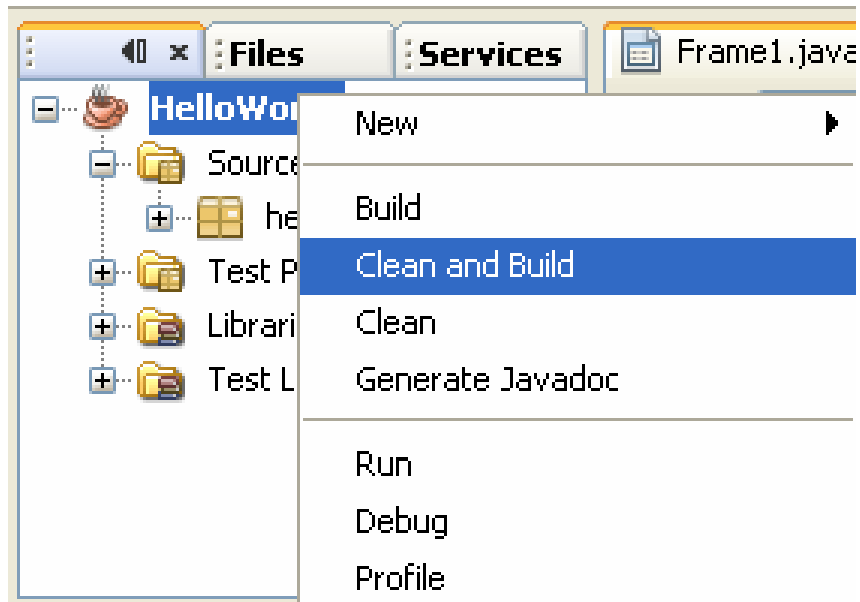 Files
Services
Frame1.java
HelloWor
Source
he
Test P
Librari
Test L
New
Build
Clean and Build
Clean
Generate Javadoc
Run
Debug
Profile